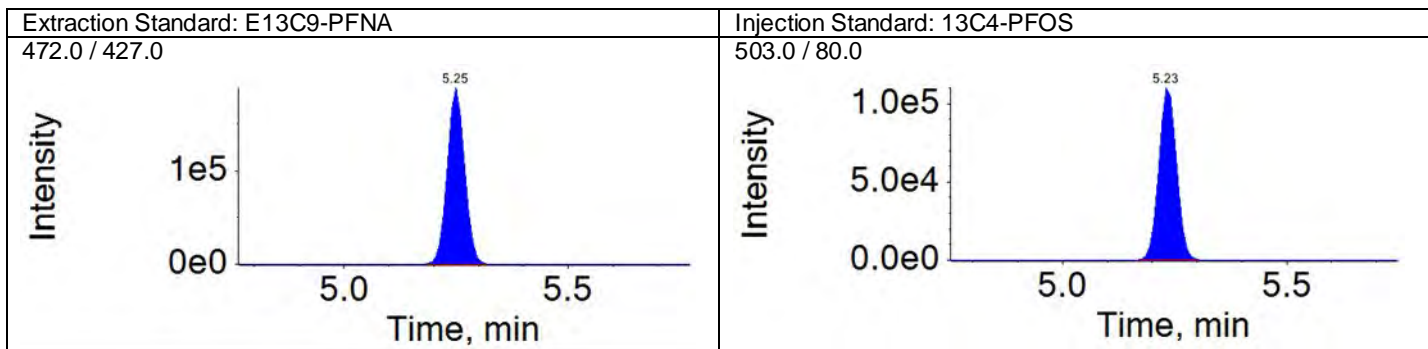 Extraction Standard: E13C9-PFNA
472.0 / 427.0
5.25
Intensity
1e5
0e0
5.0
5.5
Time, min
Injection Standard: 13C4-PFOS
503.0 / 80.0
5.23
Intensity
1.0e5
5.0e4
0.0e0
5.0
5.5
Time, min